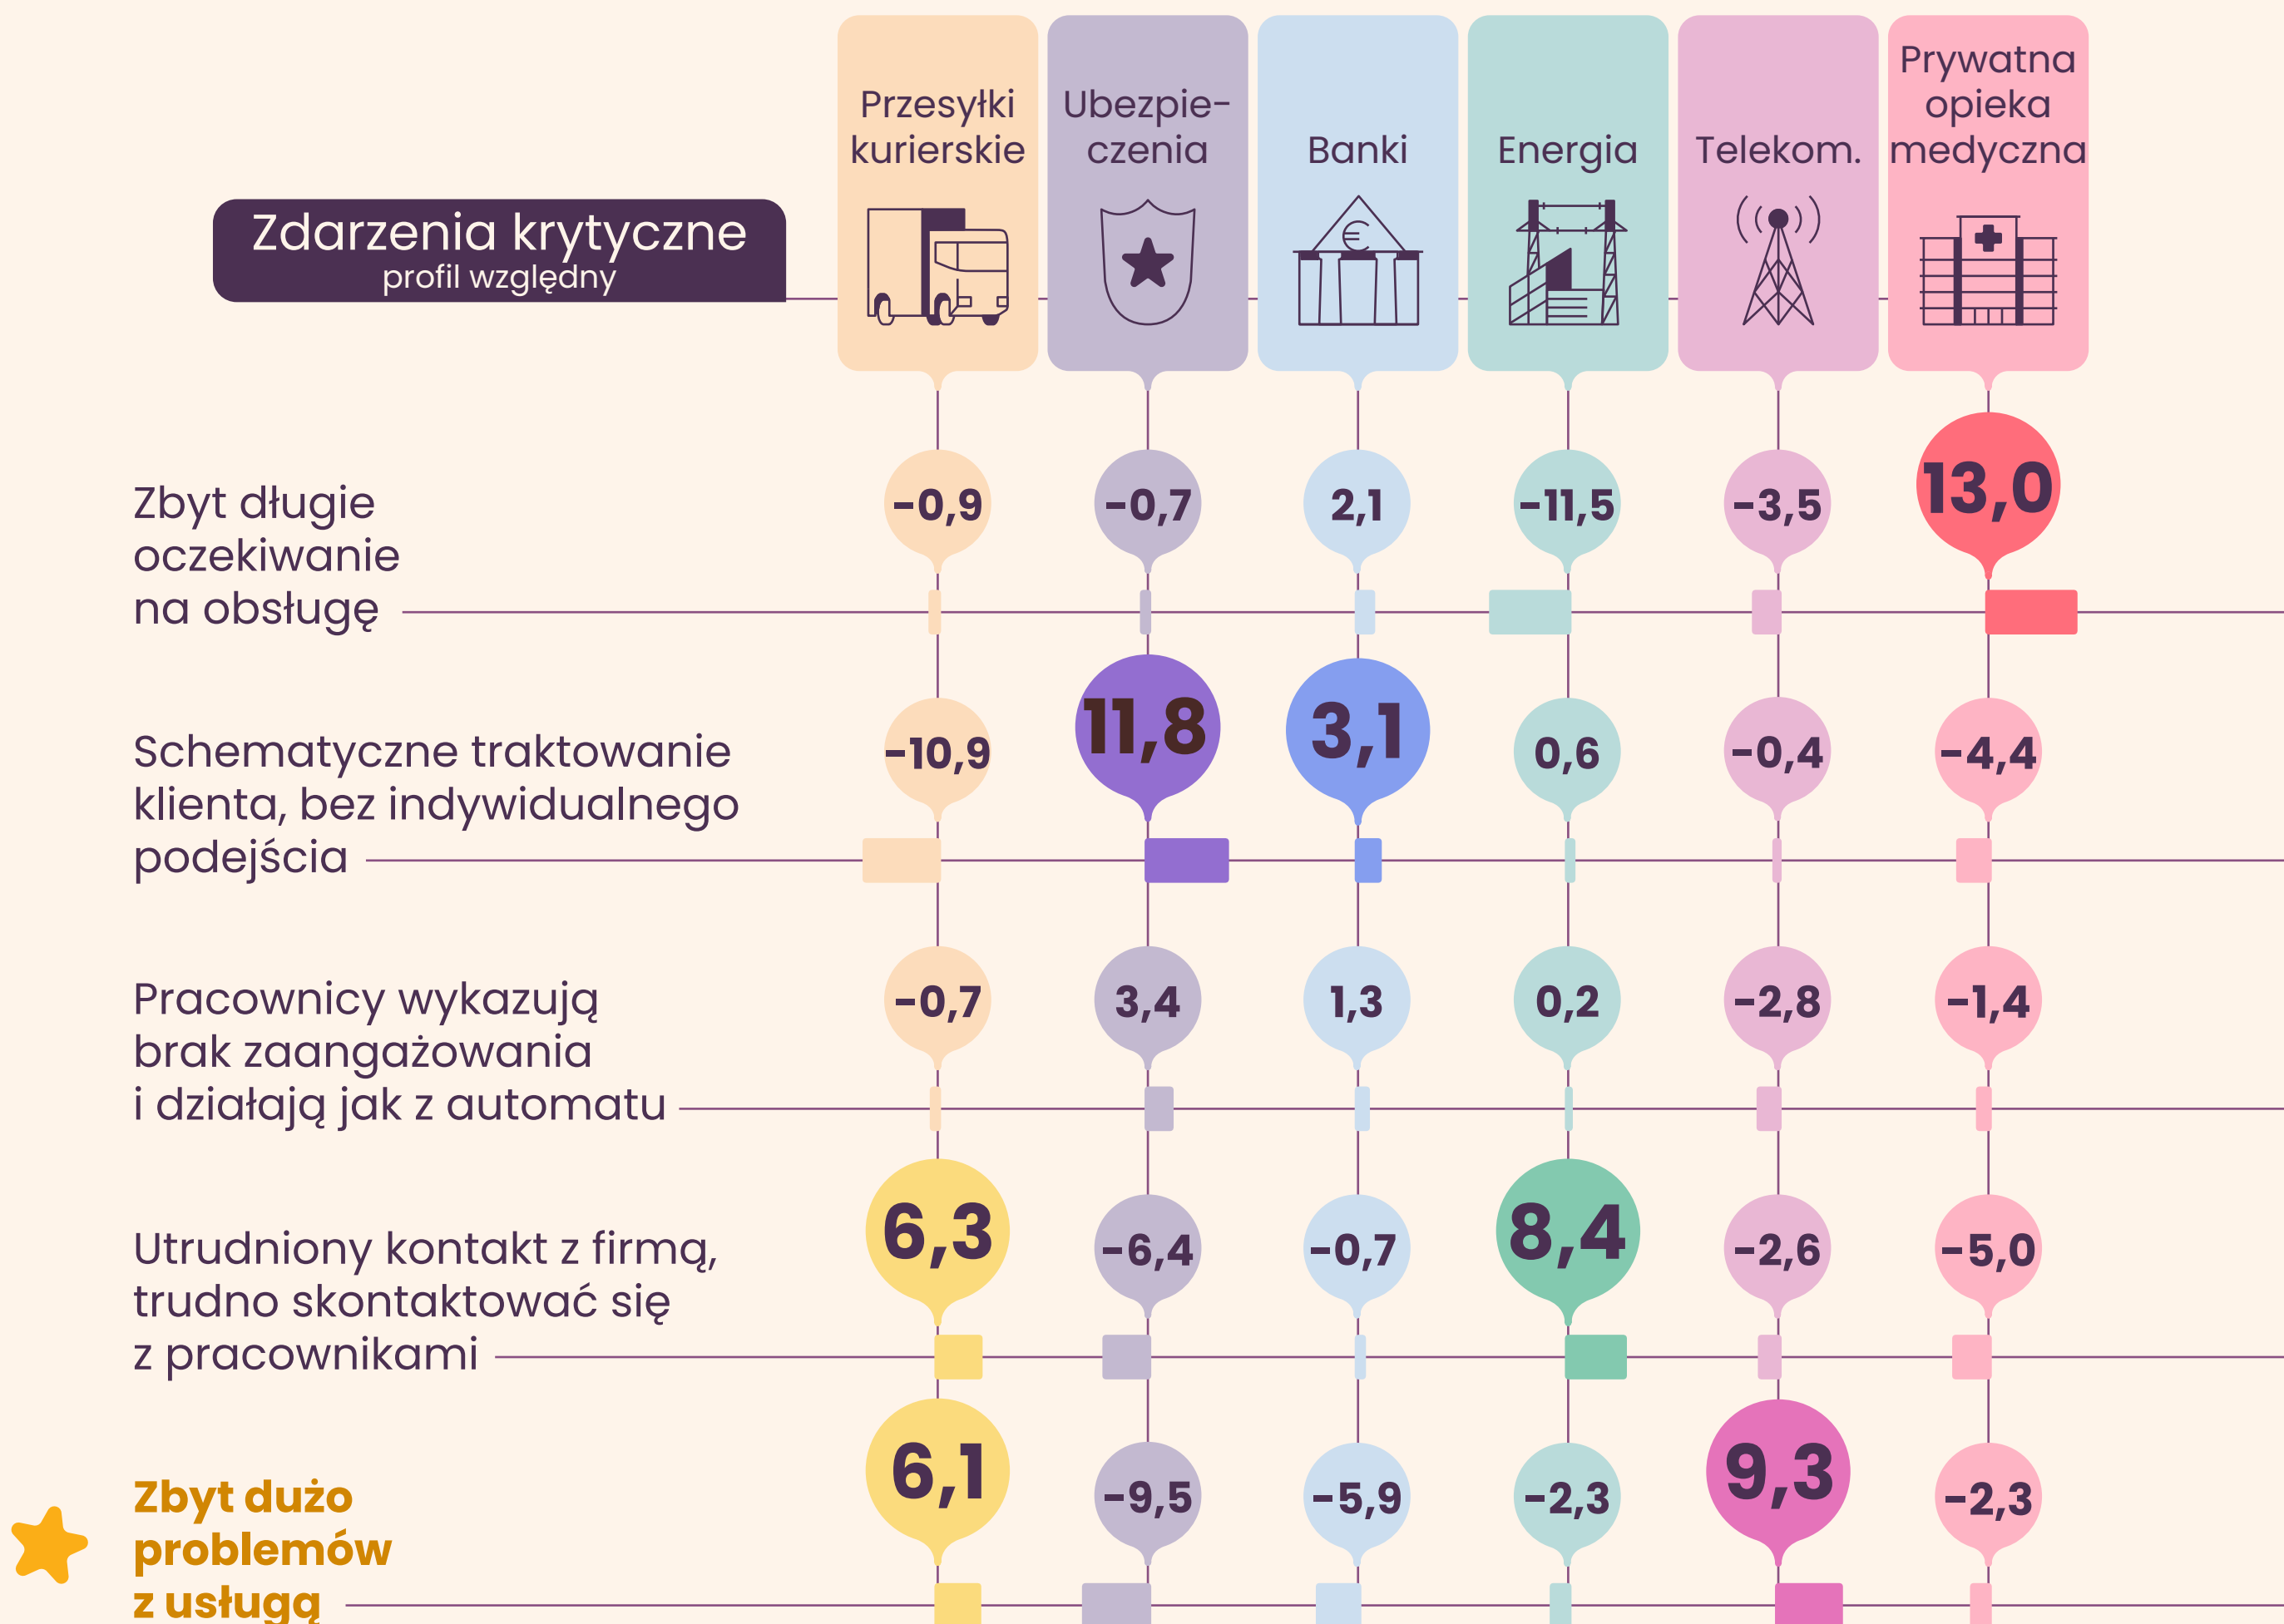 Przesyłki
kurierskie
Ubezpie-
czenia
Banki
Energia
Telekom.
Prywatna
opieka
medyczna
Zdarzenia krytyczne
profil względny
€
Zbyt długie
oczekiwanie
na obsługę
-0,9 -0,7 2,1 -11,5 -3,5 13,0
Schematyczne traktowanie
klienta, bez indywidualnego
podejścia
-10,9 11,8 3,1 0,6 -0,4 -4,4
Pracownicy wykazują
brak zaangażowania
i działają jak z automatu
-0,7 3,4 1,3 0,2 -2,8 -1,4
Utrudniony kontakt z firmą,
trudno skontaktować się
z pracownikami
6,3 -6,4 -0,7 8,4 -2,6 -5,0
Zbyt dużo
problemów
z usługą
6,1 -9,5 -5,9 -2,3 9,3 -2,3